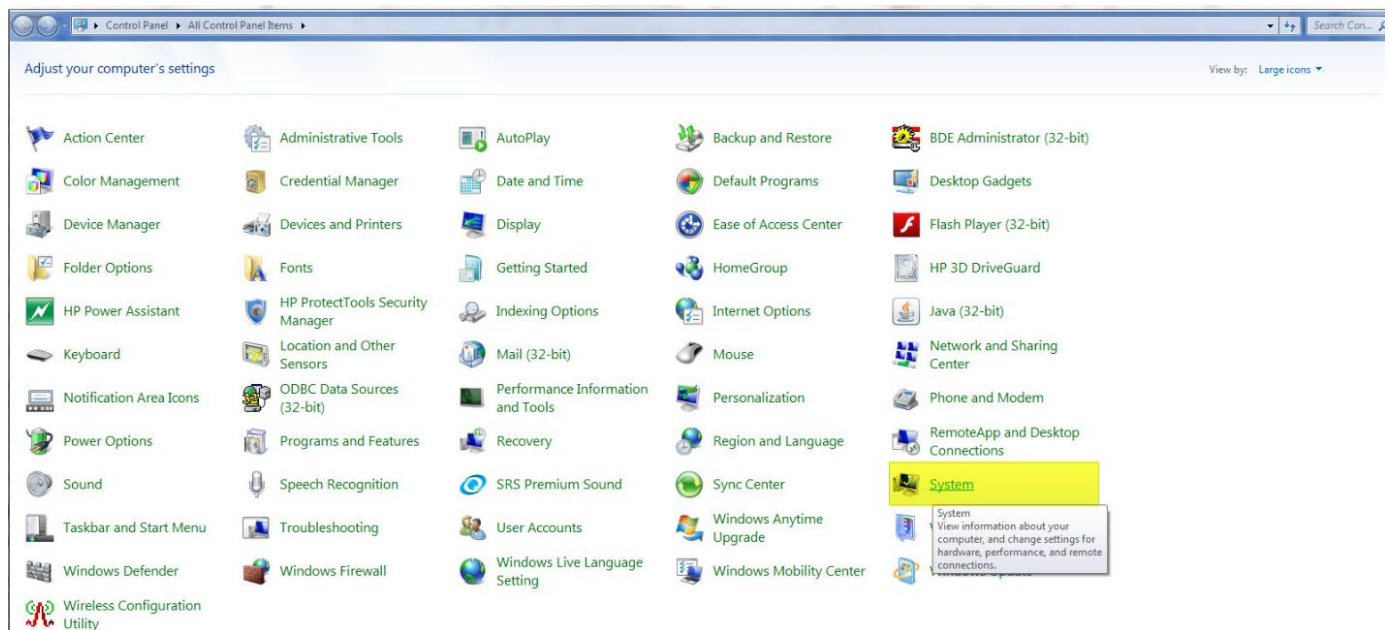 Control Panel ▸ All Control Panel Items ▸
Search Con...
Adjust your computer's settings
View by: Large icons
Action Center
Administrative Tools
AutoPlay
Backup and Restore
BDE Administrator (32-bit)
Color Management
Credential Manager
Date and Time
Default Programs
Desktop Gadgets
Device Manager
Devices and Printers
Display
Ease of Access Center
Flash Player (32-bit)
Folder Options
Fonts
Getting Started
HomeGroup
HP 3D DriveGuard
HP Power Assistant
HP ProtectTools Security
Manager
Indexing Options
Internet Options
Java (32-bit)
Keyboard
Location and Other
Sensors
Mail (32-bit)
Mouse
Network and Sharing
Center
Notification Area Icons
ODBC Data Sources
(32-bit)
Performance Information
and Tools
Personalization
Phone and Modem
Power Options
Programs and Features
Recovery
Region and Language
RemoteApp and Desktop
Connections
Sound
Speech Recognition
SRS Premium Sound
Sync Center
System
Taskbar and Start Menu
Troubleshooting
User Accounts
Windows Anytime
Upgrade
System
View information about your
computer, and change settings for
hardware, performance, and remote
connections.
Windows Defender
Windows Firewall
Windows Live Language
Setting
Windows Mobility Center
Windows Update
Wireless Configuration
Utility